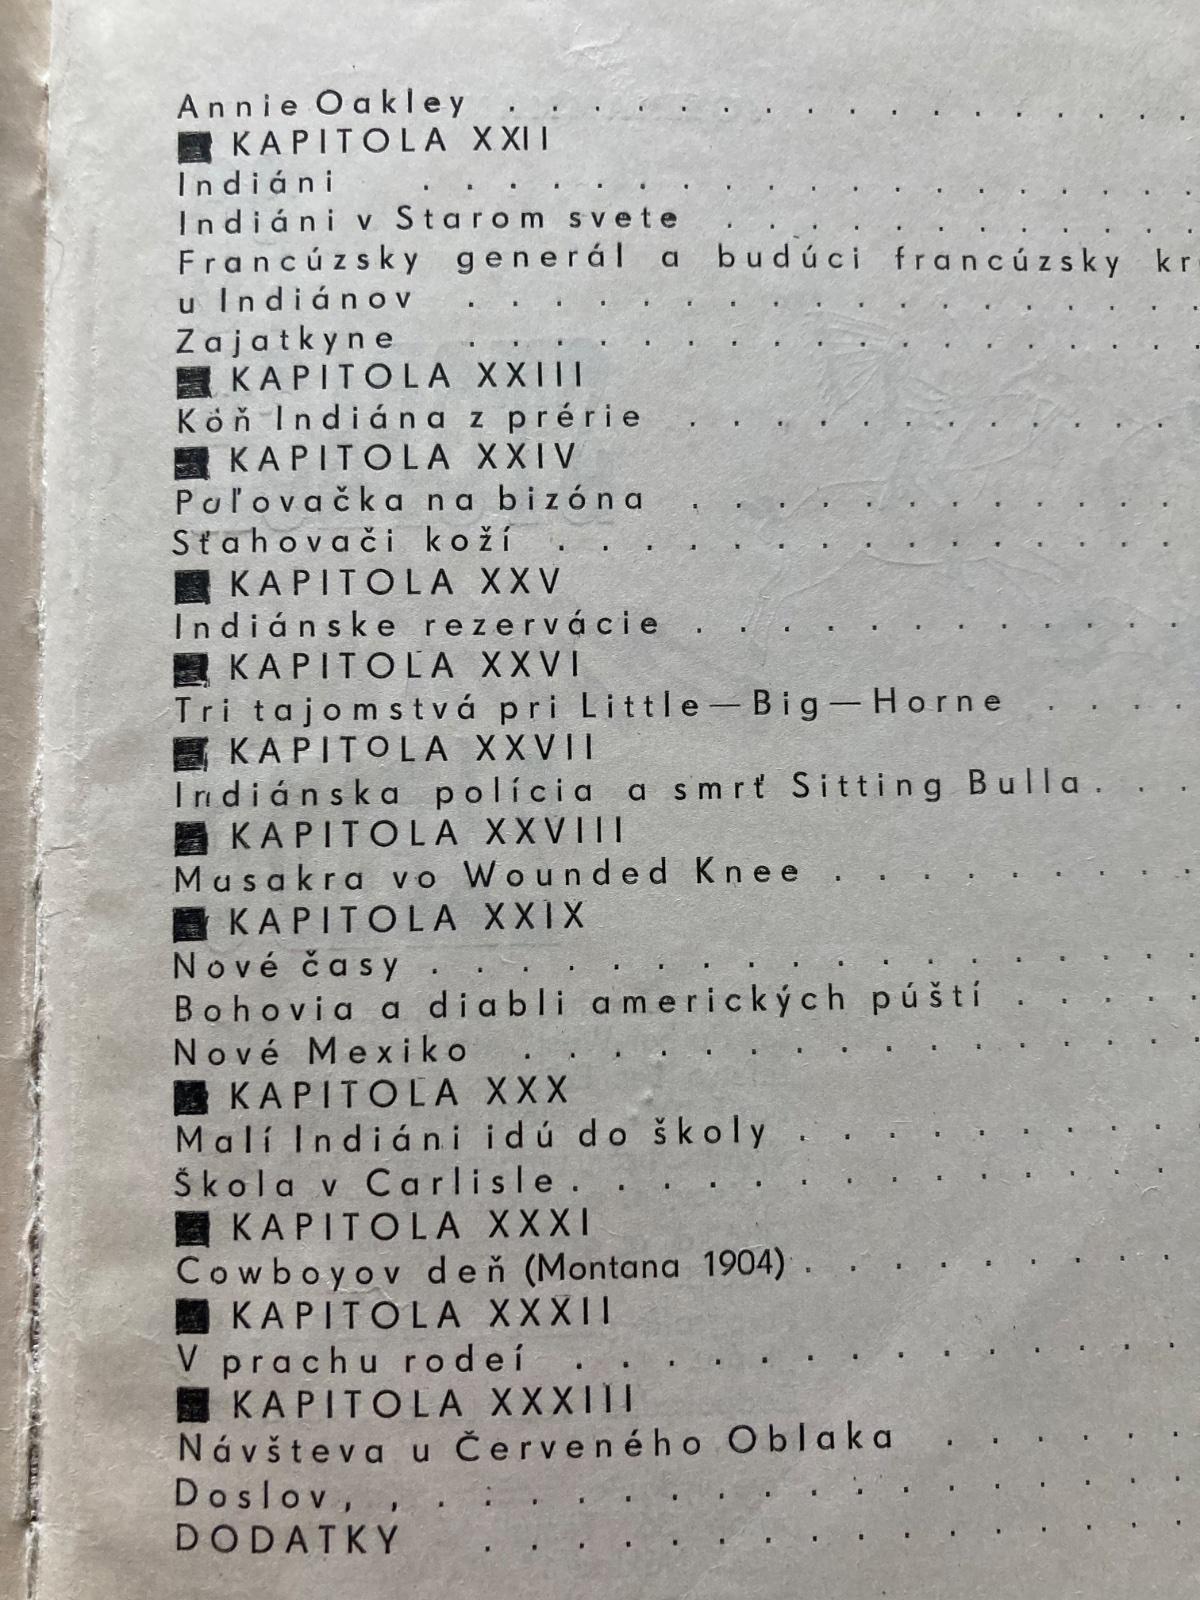 Annie Oakley . . . . . . . . . . . . . . . .
■ KAPITOLA XXII
Indiáni . . . . . . . . . . . . . . . . . .
Indiáni v Starom svete . . . . . . . . . . .
Francúzsky generál a budúci francúzsky
u Indiánov . . . . . . . . . . . . . . . . .
Zajatkyne . . . . . . . . . . . . . . . . .
■ KAPITOLA XXIII
Kôň Indiána z prérie . . . . . . . . . . . .
■ KAPITOLA XXIV
Poľovačka na bizóna . . . . . . . . . . . .
Sťahovači koží . . . . . . . . . . . . . . .
■ KAPITOLA XXV
Indiánske rezervácie . . . . . . . . . . . .
■ KAPITOLA XXVI
Tri tajomstvá pri Little—Big—Horne . . . .
■ KAPITOLA XXVII
Indiánska polícia a smrť Sitting Bulla. . .
■ KAPITOLA XXVIII
Masakra vo Wounded Knee . . . . . . . . .
■ KAPITOLA XXIX
Nové časy . . . . . . . . . . . . . . . . .
Bohovia a diabli amerických púští . . . . .
Nové Mexiko . . . . . . . . . . . . . . . .
■ KAPITOLA XXX
Malí Indiáni idú do školy . . . . . . . . .
Škola v Carlisle. . . . . . . . . . . . . .
■ KAPITOLA XXXI
Cowboyov deň (Montana 1904) . . . . . . . .
■ KAPITOLA XXXII
V prachu rodeí . . . . . . . . . . . . . . .
■ KAPITOLA XXXIII
Návšteva u Červeného Oblaka . . . . . .
Doslov, , . . . . . . . . . . . . . . . . .
DODATKY . . . . . . . . . . . . . . . .